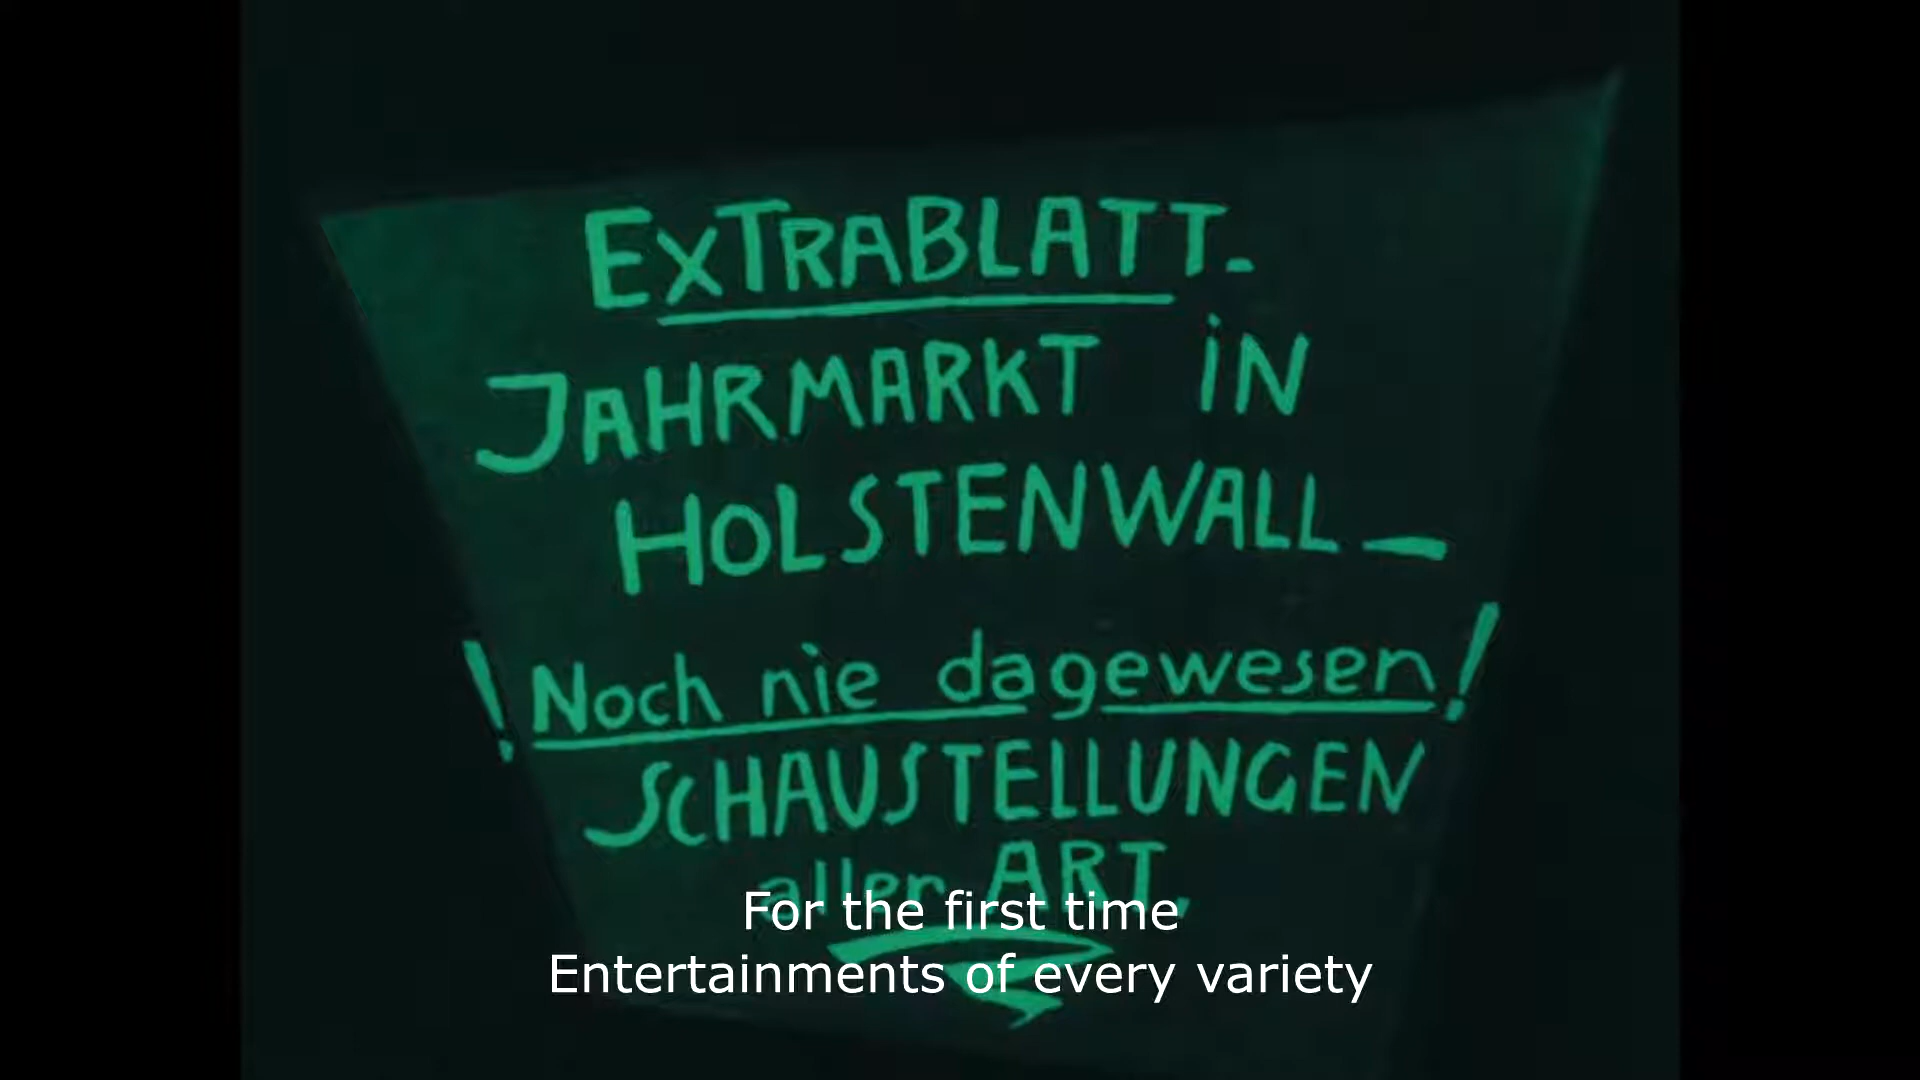 EXTRABLATT.
JAHRMARKT iN
HOLSTENWALL —
! Noch nie dagewesen !
SCHAUSTELLUNGEN
aller ART.
For the first time
Entertainments of every variety